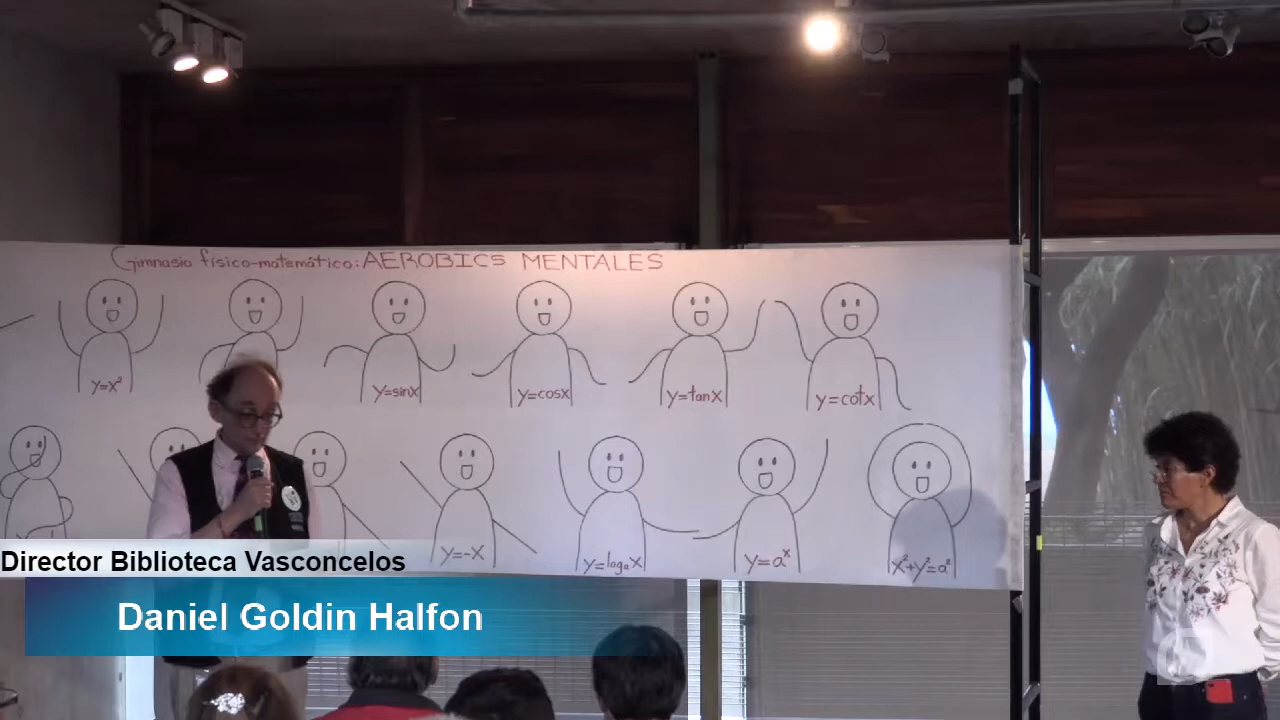 Gimnasio físico-matemático: AEROBICS MENTALES
y=x²
y=sinx
y=cosx
y=tanx
y=cotx
y=-x
y=logₐx
y=aˣ
x²+y²=a²
Director Biblioteca Vasconcelos
Daniel Goldin Halfon